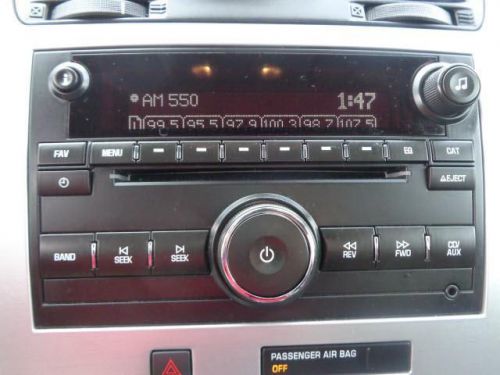 AM 550 1:47
1 99.5 95.5 97.9 100.3 98.7 107.5
FAV MENU EQ CAT
EJECT
BAND SEEK SEEK REV FWD CD/AUX
PASSENGER AIR BAG
OFF